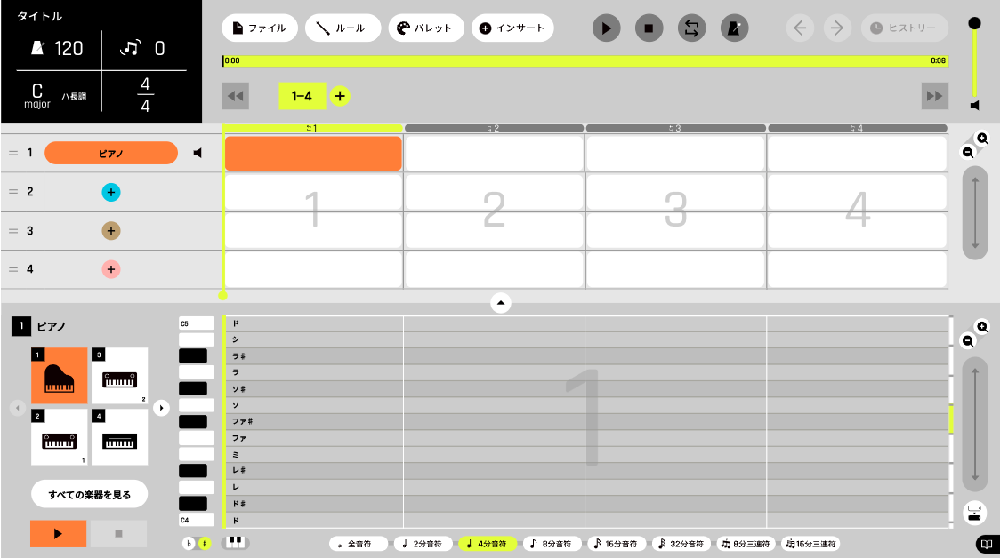 タイトル
120
0
C
major
ハ長調
4
4
ファイル
ルール
パレット
インサート
ヒストリー
0:00
0:08
1-4
+
1
2
3
4
1
ピアノ
2
+
3
+
4
+
1
2
3
4
1
ピアノ
1
3
2
2
1
4
すべての楽器を見る
C5
C4
ド
シ
ラ#
ラ
ソ#
ソ
ファ#
ファ
ミ
レ#
レ
ド#
ド
1
♭
#
全音符
2分音符
4分音符
8分音符
16分音符
32分音符
8分三連符
16分三連符